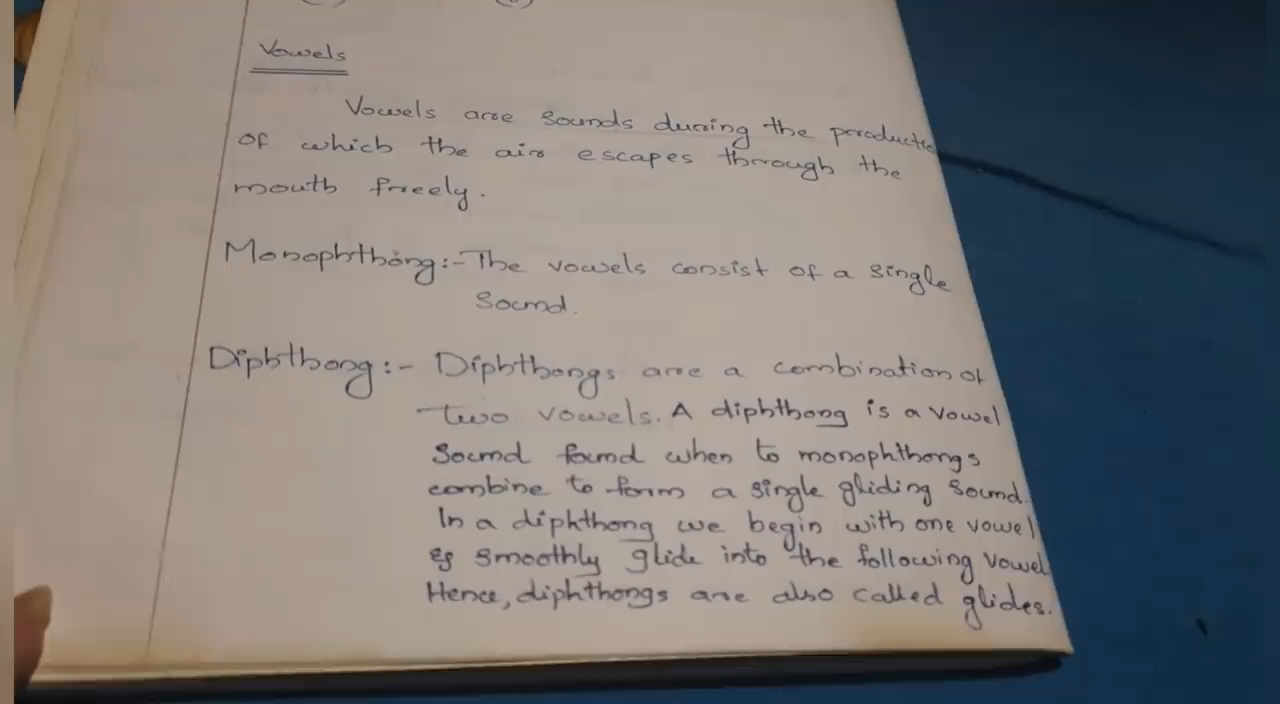 Vowels
Vowels are sounds during the production
of which the air escapes through the
mouth freely.
Monophthong:- The vowels consist of a single
Sound.
Diphthong:- Diphthongs are a combination of
two vowels. A diphthong is a vowel
Sound found when to monophthongs
combine to form a single gliding Sound.
In a diphthong we begin with one vowel
& smoothly glide into the following vowel.
Hence, diphthongs are also called glides.